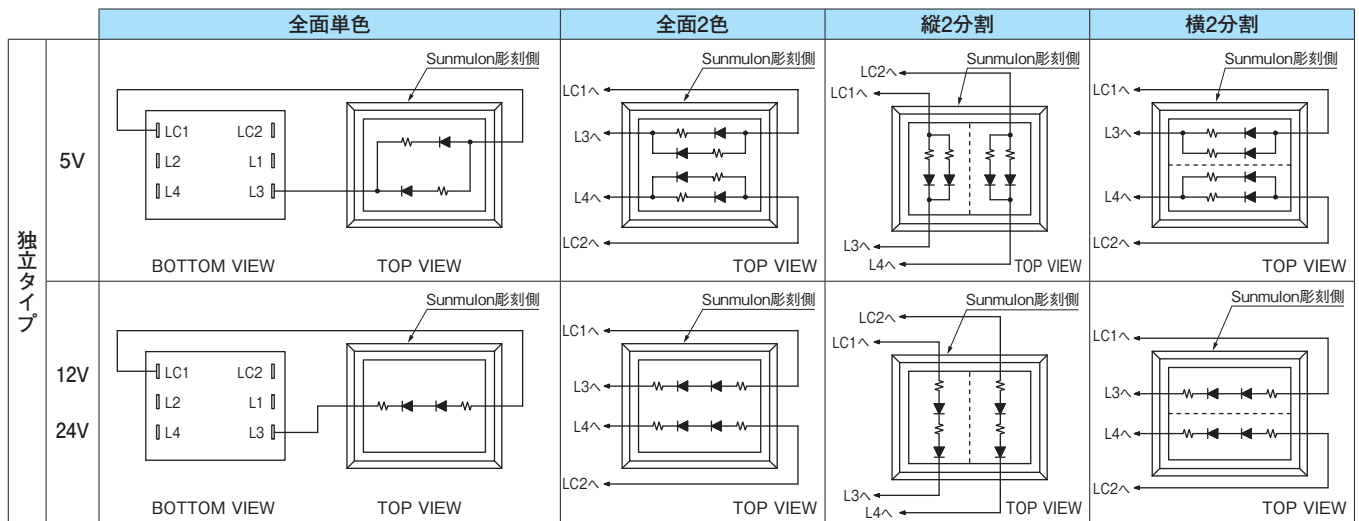 全面単色
全面2色
縦2分割
横2分割
独立タイプ
5V
Sunmulon彫刻側
LC1
LC2
L2
L1
L4
L3
BOTTOM VIEW
TOP VIEW
Sunmulon彫刻側
LC1へ
L3へ
L4へ
LC2へ
TOP VIEW
Sunmulon彫刻側
LC2へ
LC1へ
L3へ
L4へ
TOP VIEW
Sunmulon彫刻側
LC1へ
L3へ
L4へ
LC2へ
TOP VIEW
12V
24V
Sunmulon彫刻側
LC1
LC2
L2
L1
L4
L3
BOTTOM VIEW
TOP VIEW
Sunmulon彫刻側
LC1へ
L3へ
L4へ
LC2へ
TOP VIEW
Sunmulon彫刻側
LC2へ
LC1へ
L3へ
L4へ
TOP VIEW
Sunmulon彫刻側
LC1へ
L3へ
L4へ
LC2へ
TOP VIEW